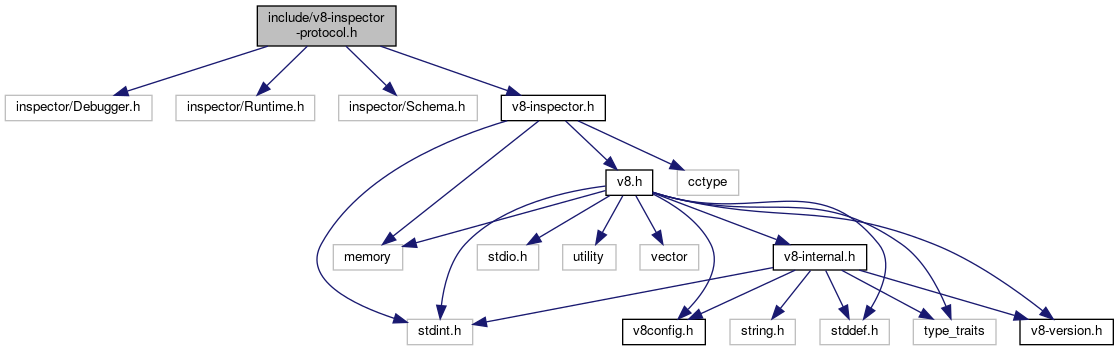 include/v8-inspector
-protocol.h
inspector/Debugger.h
inspector/Runtime.h
inspector/Schema.h
v8-inspector.h
v8.h
cctype
memory
stdio.h
utility
vector
v8-internal.h
stdint.h
v8config.h
string.h
stddef.h
type_traits
v8-version.h